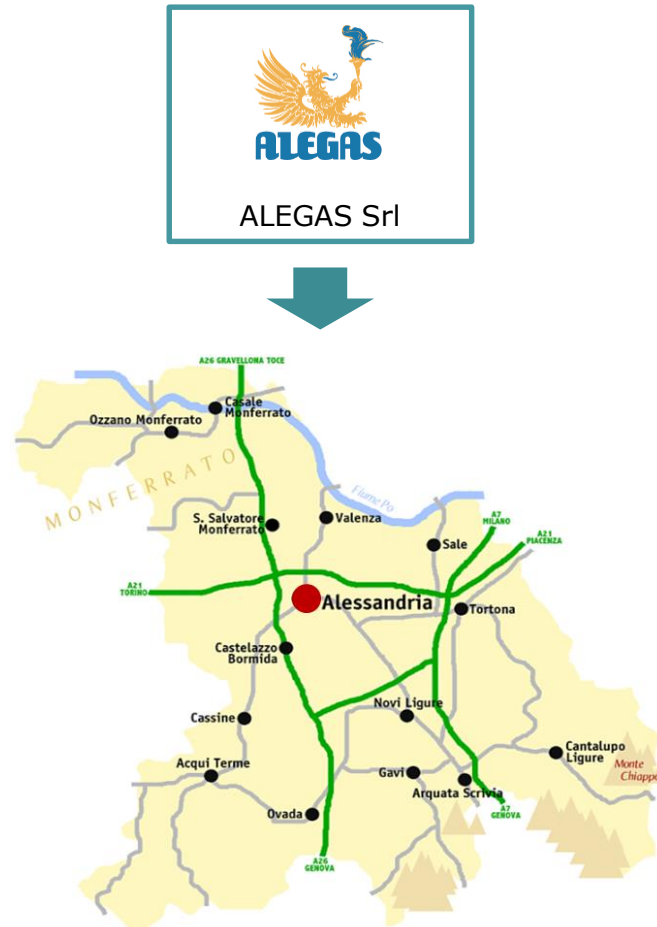 ALEGAS
ALEGAS Srl
A26 GRAVELLONA TOCE
Casale
Monferrato
Ozzano Monferrato
MONFERRATO
Fiume Po
S. Salvatore
Monferrato
Valenza
A7
MILANO
A21
PIACENZA
Sale
A21
TORINO
Alessandria
Tortona
Castelazzo
Bormida
Novi Ligure
Cassine
Cantalupo
Ligure
Monte
Chiappo
Acqui Terme
Gavi
Arquata Scrivia
Ovada
A7
GENOVA
A26
GENOVA